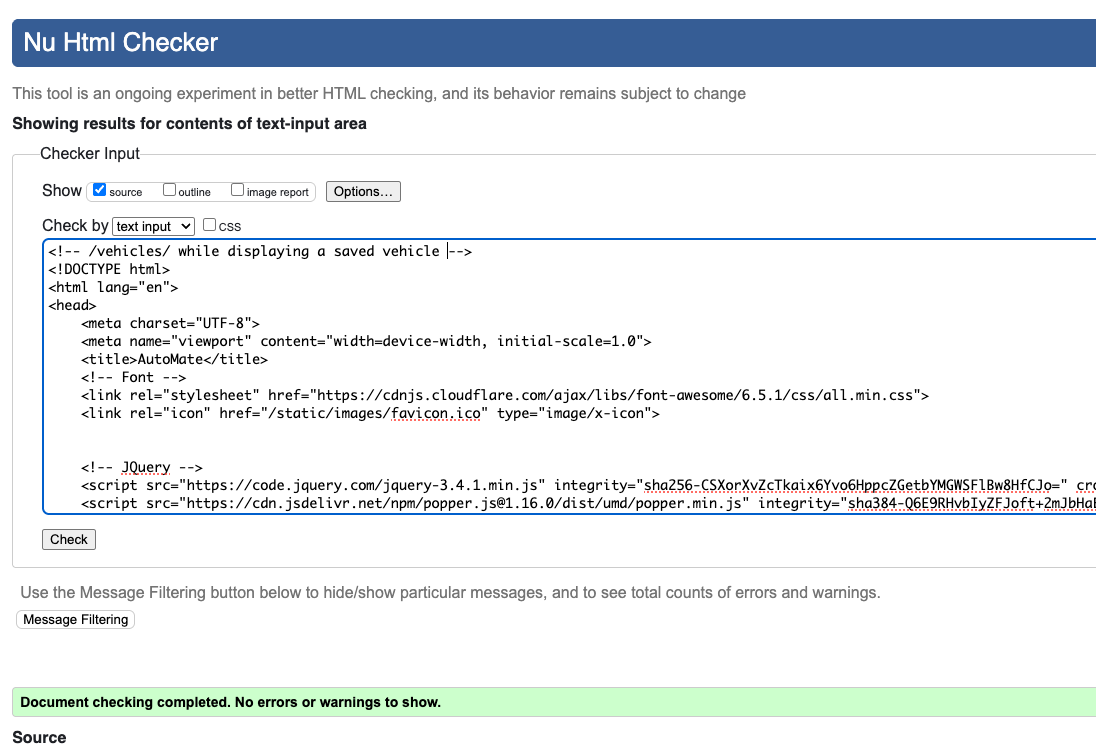 Nu Html Checker
This tool is an ongoing experiment in better HTML checking, and its behavior remains subject to change
Showing results for contents of text-input area
Checker Input
Show source outline image report Options...
Check by text input css
<!-- /vehicles/ while displaying a saved vehicle -->
<!DOCTYPE html>
<html lang="en">
<head>
    <meta charset="UTF-8">
    <meta name="viewport" content="width=device-width, initial-scale=1.0">
    <title>AutoMate</title>
    <!-- Font -->
    <link rel="stylesheet" href="https://cdnjs.cloudflare.com/ajax/libs/font-awesome/6.5.1/css/all.min.css">
    <link rel="icon" href="/static/images/favicon.ico" type="image/x-icon">
    <!-- JQuery -->
    <script src="https://code.jquery.com/jquery-3.4.1.min.js" integrity="sha256-CSXorXvZcTkaix6Yvo6HppcZGetbYMGWSFlBw8HfCJo=" cro
    <script src="https://cdn.jsdelivr.net/npm/popper.js@1.16.0/dist/umd/popper.min.js" integrity="sha384-Q6E9RHvbIyZFJoft+2mJbHaE
Check
Use the Message Filtering button below to hide/show particular messages, and to see total counts of errors and warnings.
Message Filtering
Document checking completed. No errors or warnings to show.
Source